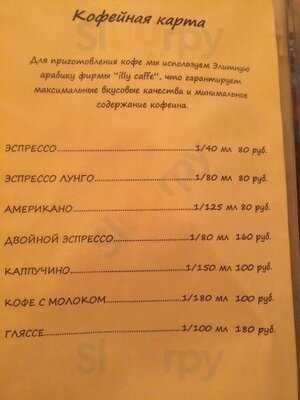 Кофейная карта
Для приготовления кофе мы используем Элитную
арабику фирмы "illy caffe", что гарантирует
максимальные вкусовые качества и минимальное
содержание кофеина.
ЭСПРЕССО 1/40 мл 80 руб.
ЭСПРЕССО ЛУНГО 1/80 мл 80 руб.
АМЕРИКАНО 1/125 мл 80 руб.
ДВОЙНОЙ ЭСПРЕССО 1/80 мл 160 руб.
КАППУЧИНО 1/150 мл 100 руб.
КОФЕ С МОЛОКОМ 1/180 мл 100 руб.
ГЛЯССЕ 1/100 мл 180 руб.